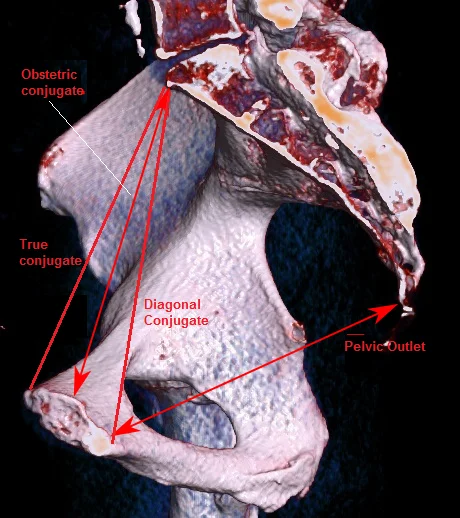 Obstetric
conjugate
True
conjugate
Diagonal
Conjugate
Pelvic Outlet